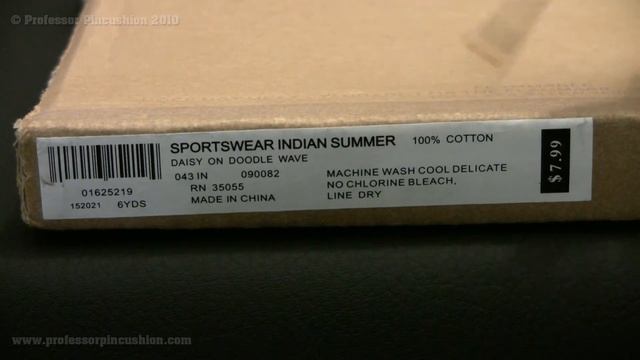 © Professor Pincushion 2010
SPORTSWEAR INDIAN SUMMER 100% COTTON
DAISY ON DOODLE WAVE
043 IN 090082 MACHINE WASH COOL DELICATE
01625219 RN 35055 NO CHLORINE BLEACH,
152021 6YDS MADE IN CHINA LINE DRY
$7.99
www.professorpincushion.com